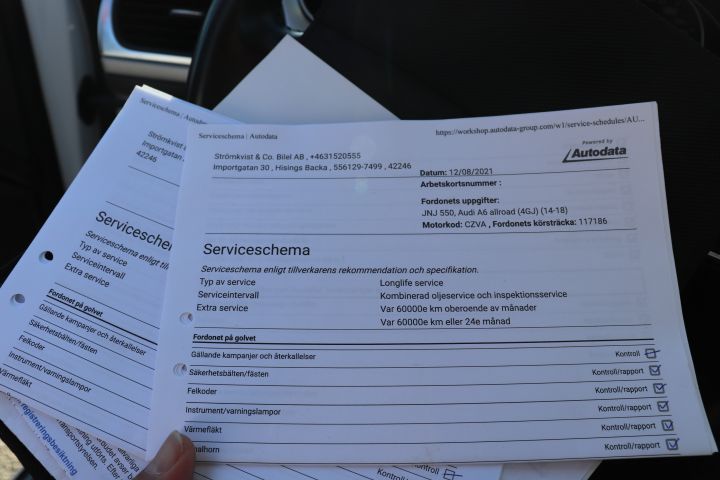 Serviceschema | Autodata
https://workshop.autodata-group.com/w1/service-schedules/AU...
Strömkvist & Co. Bilel AB , +4631520555
Importgatan 30 , Hisings Backa , 556129-7499 , 42246
Powered by
Autodata
Datum: 12/08/2021
Arbetskortsnummer :
Fordonets uppgifter:
JNJ 550, Audi A6 allroad (4GJ) (14-18)
Motorkod: CZVA , Fordonets körsträcka: 117186
Serviceschema
Serviceschema enligt tillverkarens rekommendation och specifikation.
Typ av service Longlife service
Serviceintervall Kombinerad oljeservice och inspektionsservice
Extra service Var 60000e km oberoende av månader
Var 60000e km eller 24e månad
Fordonet på golvet
Gällande kampanjer och återkallelser Kontroll
Säkerhetsbälten/fästen Kontroll/rapport
Felkoder Kontroll/rapport
Instrument/varningslampor Kontroll/rapport
Värmefläkt Kontroll/rapport
alhorn Kontroll/rapport
Kontroll
Serviceschema | Autod
Strömkvist &
Importgatan
42246
Serviceschem
Serviceschema enligt ti
Typ av service
Serviceintervall
Extra service
Fordonet på golvet
Gällande kampanjer och återkallelser
Säkerhetsbälten/fästen
Felkoder
Instrument/varningslampor
Värmefläkt
registreringsbesiktning